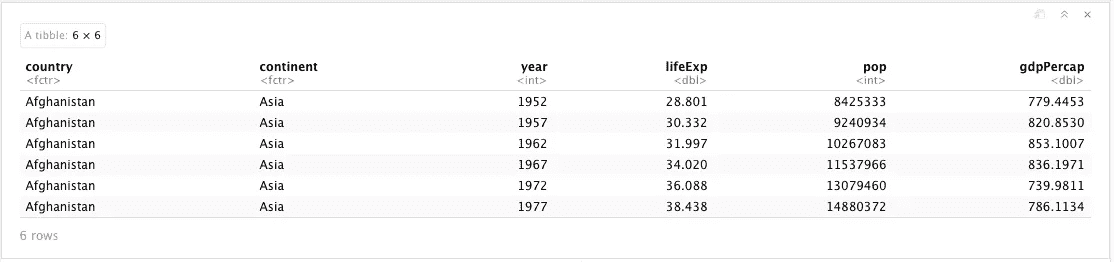 A tibble: 6 × 6
country continent year lifeExp pop gdpPercap
<fctr> <fctr> <int> <dbl> <int> <dbl>
Afghanistan Asia 1952 28.801 8425333 779.4453
Afghanistan Asia 1957 30.332 9240934 820.8530
Afghanistan Asia 1962 31.997 10267083 853.1007
Afghanistan Asia 1967 34.020 11537966 836.1971
Afghanistan Asia 1972 36.088 13079460 739.9811
Afghanistan Asia 1977 38.438 14880372 786.1134
6 rows